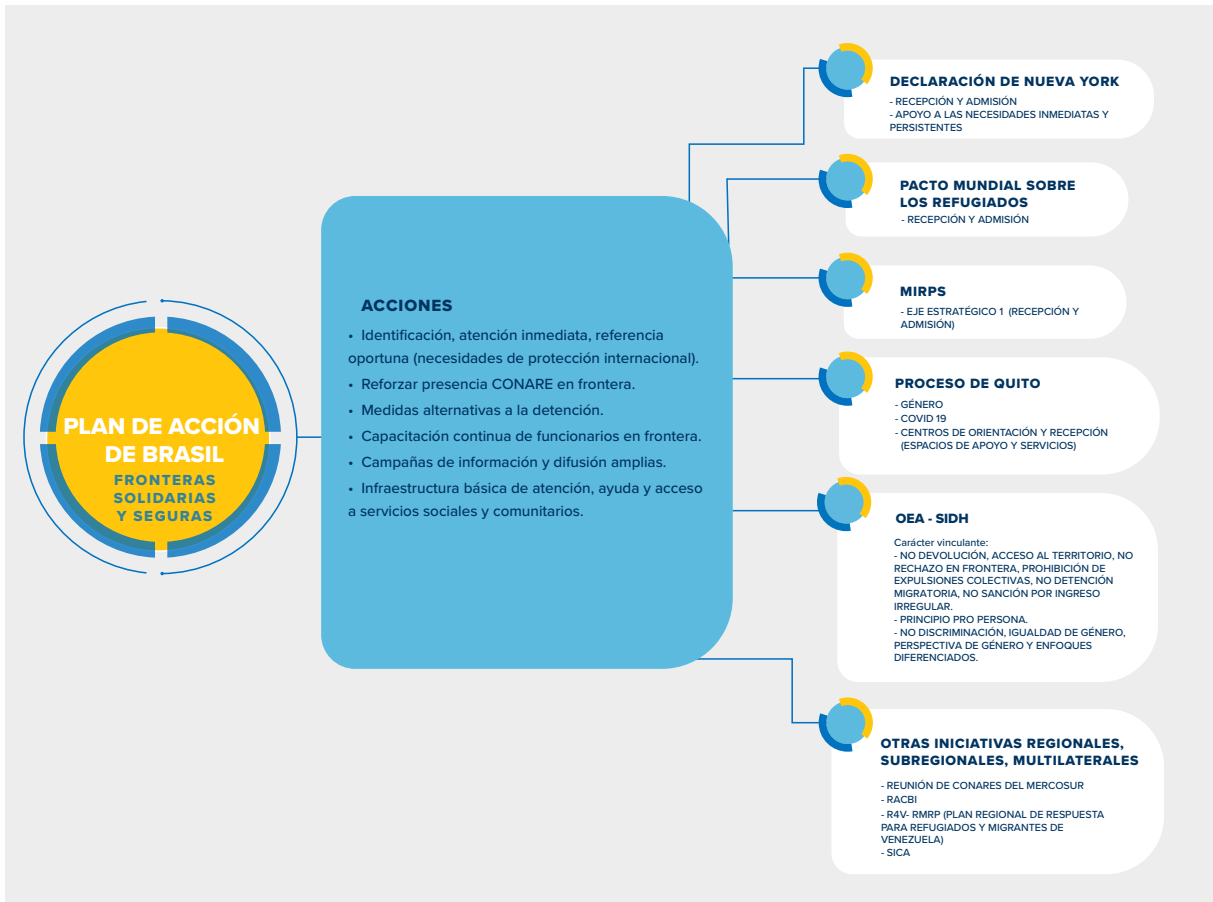 PLAN DE ACCIÓN
DE BRASIL
FRONTERAS
SOLIDARIAS
Y SEGURAS
ACCIONES
• Identificación, atención inmediata, referencia
oportuna (necesidades de protección internacional).
• Reforzar presencia CONARE en frontera.
• Medidas alternativas a la detención.
• Capacitación continua de funcionarios en frontera.
• Campañas de información y difusión amplias.
• Infraestructura básica de atención, ayuda y acceso
a servicios sociales y comunitarios.
DECLARACIÓN DE NUEVA YORK
- RECEPCIÓN Y ADMISIÓN
- APOYO A LAS NECESIDADES INMEDIATAS Y
PERSISTENTES
PACTO MUNDIAL SOBRE
LOS REFUGIADOS
- RECEPCIÓN Y ADMISIÓN
MIRPS
- EJE ESTRATÉGICO 1 (RECEPCIÓN Y
ADMISIÓN)
PROCESO DE QUITO
- GÉNERO
- COVID 19
- CENTROS DE ORIENTACIÓN Y RECEPCIÓN
(ESPACIOS DE APOYO Y SERVICIOS)
OEA - SIDH
Carácter vinculante:
- NO DEVOLUCIÓN, ACCESO AL TERRITORIO, NO
RECHAZO EN FRONTERA, PROHIBICIÓN DE
EXPULSIONES COLECTIVAS, NO DETENCIÓN
MIGRATORIA, NO SANCIÓN POR INGRESO
IRREGULAR.
- PRINCIPIO PRO PERSONA.
- NO DISCRIMINACIÓN, IGUALDAD DE GÉNERO,
PERSPECTIVA DE GÉNERO Y ENFOQUES
DIFERENCIADOS.
OTRAS INICIATIVAS REGIONALES,
SUBREGIONALES, MULTILATERALES
- REUNIÓN DE CONARES DEL MERCOSUR
- RACBI
- R4V- RMRP (PLAN REGIONAL DE RESPUESTA
PARA REFUGIADOS Y MIGRANTES DE
VENEZUELA)
- SICA